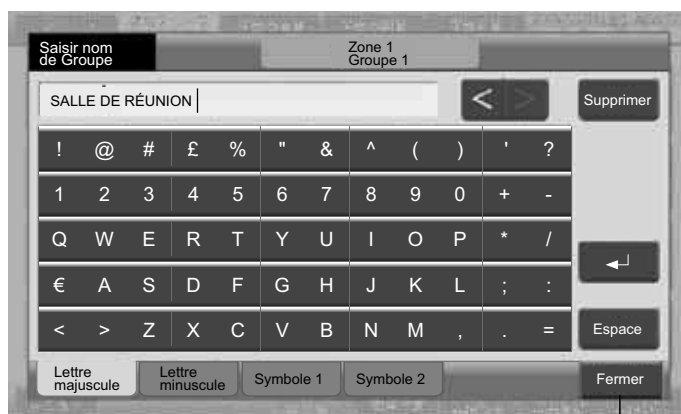 Saisir nom
de Groupe
Zone 1
Groupe 1
SALLE DE RÉUNION
< >
Supprimer
! @ # £ % " & ^ ( ) ' ?
1 2 3 4 5 6 7 8 9 0 + -
Q W E R T Y U I O P * /
€ A S D F G H J K L ; :
< > Z X C V B N M , . =
Espace
Lettre
majuscule
Lettre
minuscule
Symbole 1
Symbole 2
Fermer